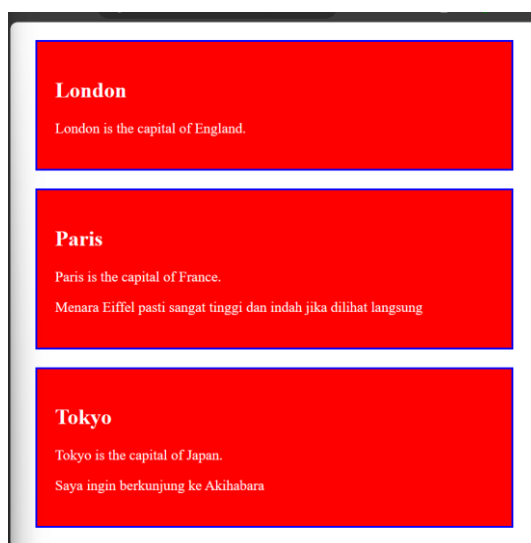 London
London is the capital of England.
Paris
Paris is the capital of France.
Menara Eiffel pasti sangat tinggi dan indah jika dilihat langsung
Tokyo
Tokyo is the capital of Japan.
Saya ingin berkunjung ke Akihabara